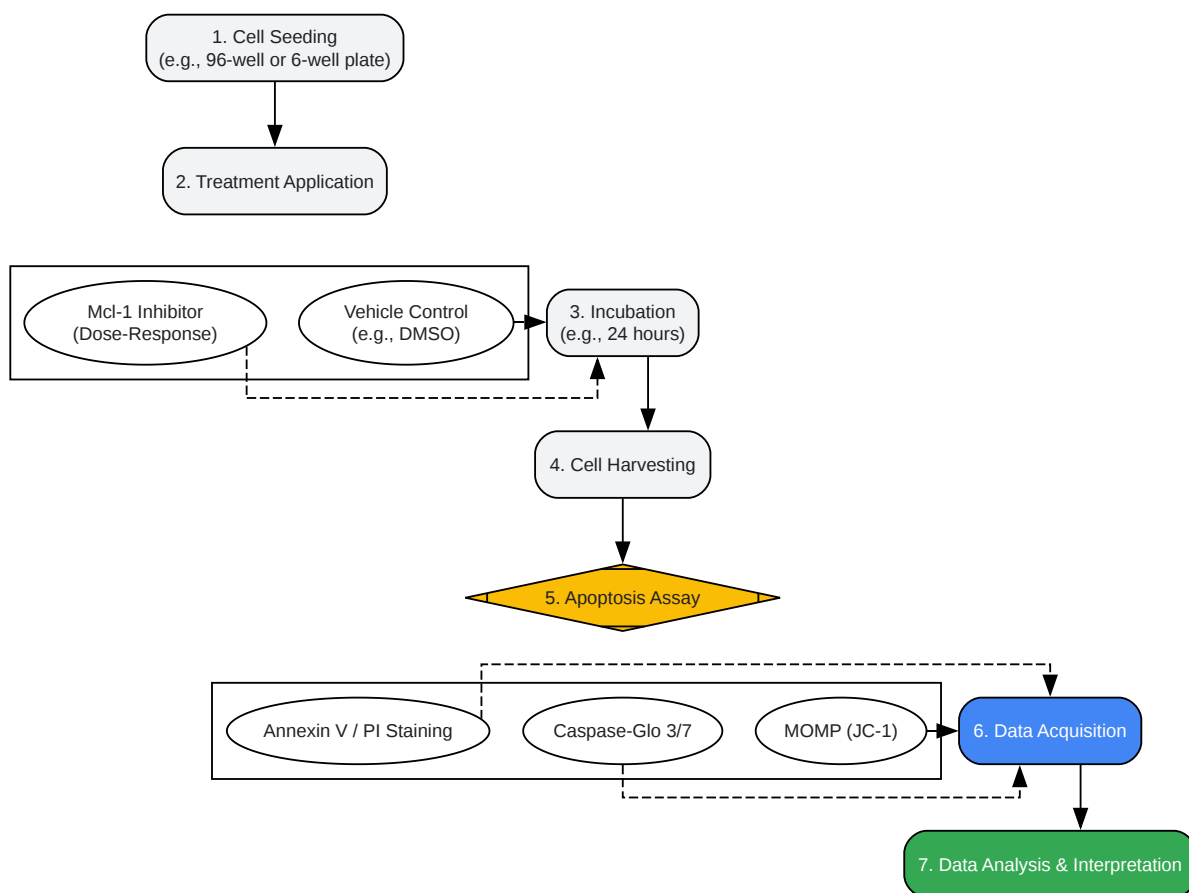 1. Cell Seeding
(e.g., 96-well or 6-well plate)
2. Treatment Application
Mcl-1 Inhibitor
(Dose-Response)
Vehicle Control
(e.g., DMSO)
3. Incubation
(e.g., 24 hours)
4. Cell Harvesting
5. Apoptosis Assay
Annexin V / PI Staining
Caspase-Glo 3/7
MOMP (JC-1)
6. Data Acquisition
7. Data Analysis & Interpretation